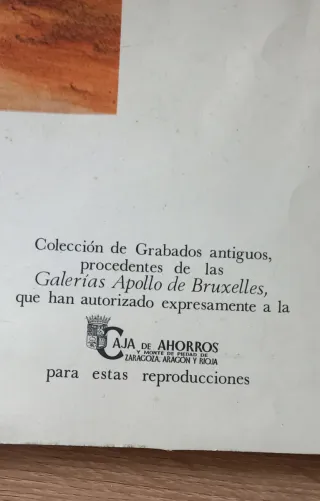 Colección de Grabados antiguos,
procedentes de las
Galerías Apollo de Bruxelles,
que han autorizado expresamente a la
CAJA DE AHORROS
Y MONTE DE PIEDAD DE
ZARAGOZA, ARAGON Y RIOJA
para estas reproducciones